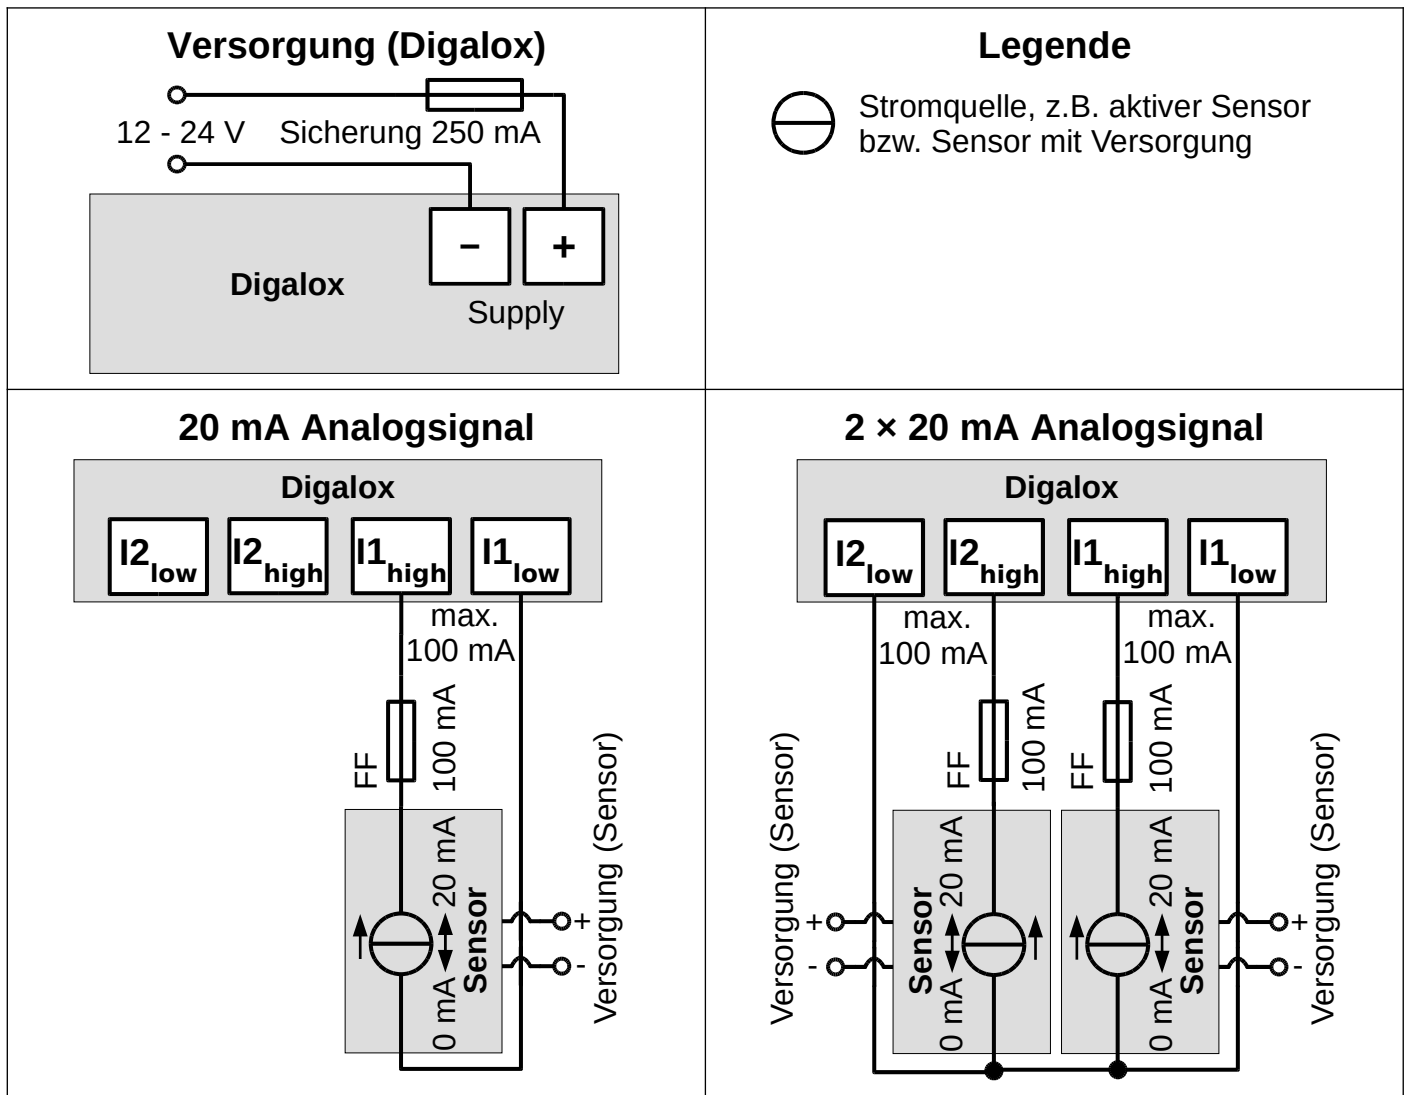 Versorgung (Digalox)
12 - 24 V Sicherung 250 mA
− +
Digalox
Supply
Legende
Stromquelle, z.B. aktiver Sensor
bzw. Sensor mit Versorgung
20 mA Analogsignal
Digalox
I2low I2high I1high I1low
max.
100 mA
FF
100 mA
0 mA
20 mA
Sensor
+
-
Versorgung (Sensor)
2 × 20 mA Analogsignal
Digalox
I2low I2high I1high I1low
max.
100 mA
max.
100 mA
FF
100 mA
FF
100 mA
Versorgung (Sensor)
+
-
Sensor
0 mA
20 mA
0 mA
20 mA
Sensor
+
-
Versorgung (Sensor)